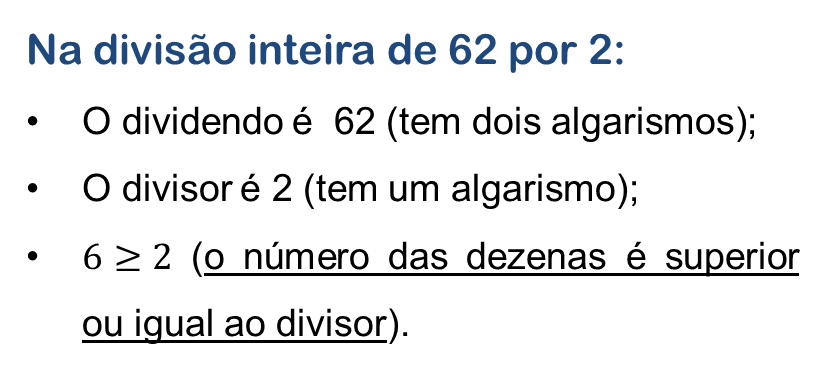 Na divisão inteira de 62 por 2:
• O dividendo é 62 (tem dois algarismos);
• O divisor é 2 (tem um algarismo);
• 6 ≥ 2 (o número das dezenas é superior
ou igual ao divisor).